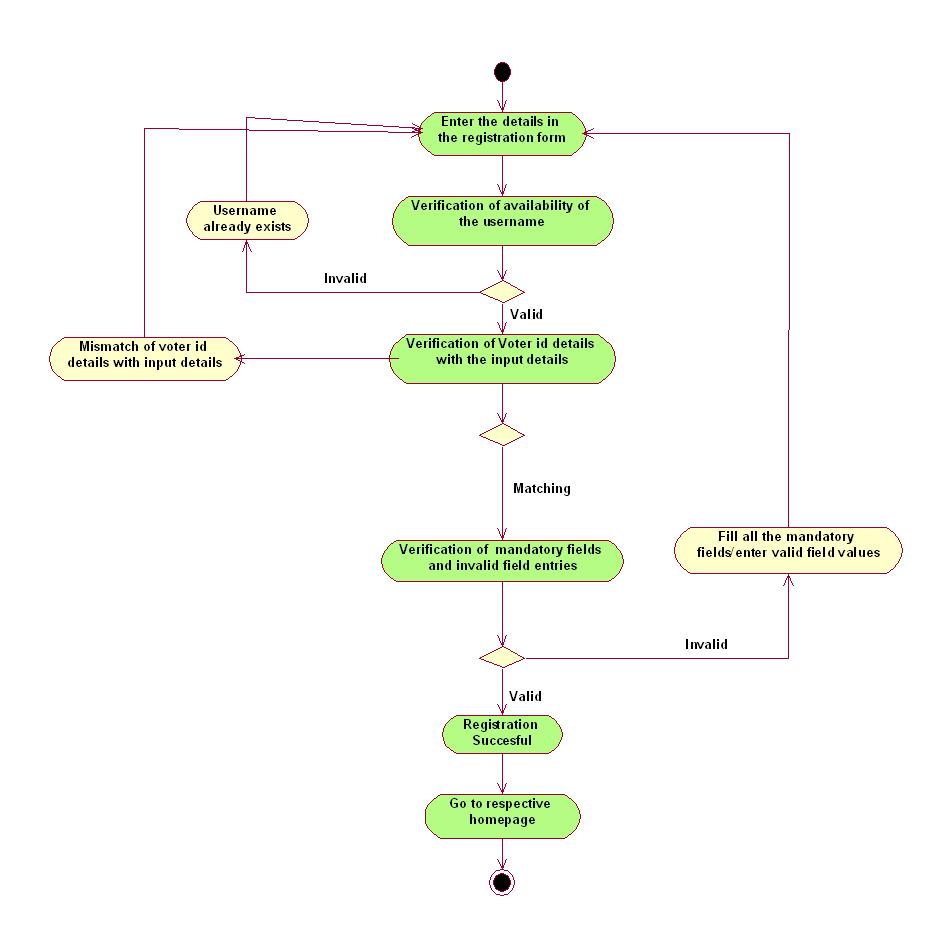 Enter the details in
the registration form
Verification of availability of
the username
Username
already exists
Invalid
Valid
Verification of Voter id details
with the input details
Mismatch of voter id
details with input details
Matching
Verification of mandatory fields
and invalid field entries
Fill all the mandatory
fields/enter valid field values
Invalid
Valid
Registration
Succesful
Go to respective
homepage